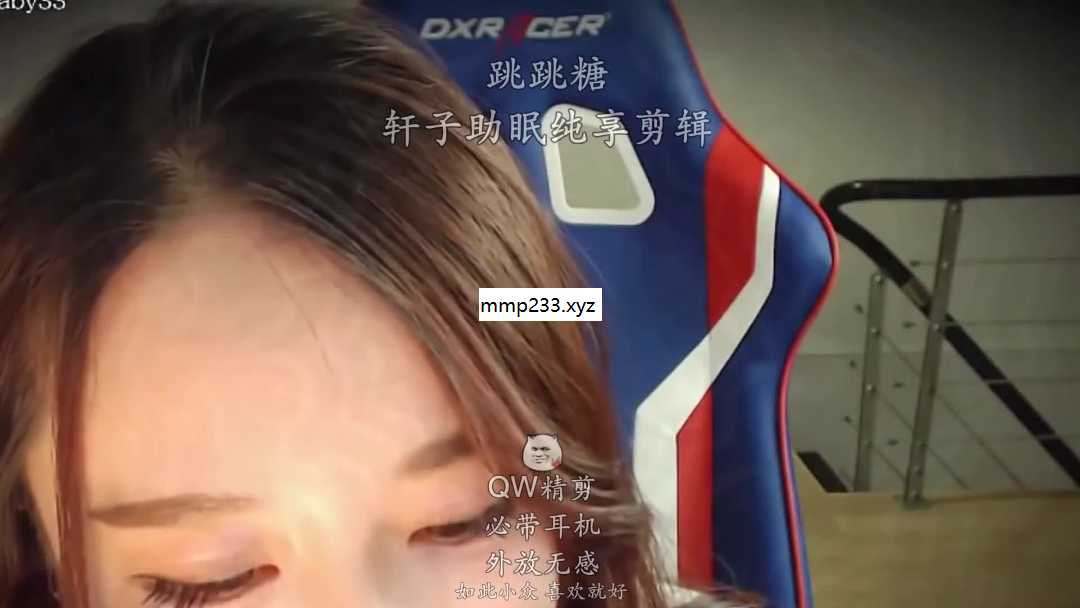 aby33
DXRACER
跳跳糖
轩子助眠纯享剪辑
mmp233.xyz
QW精剪
必带耳机
外放无感
如此小众 喜欢就好